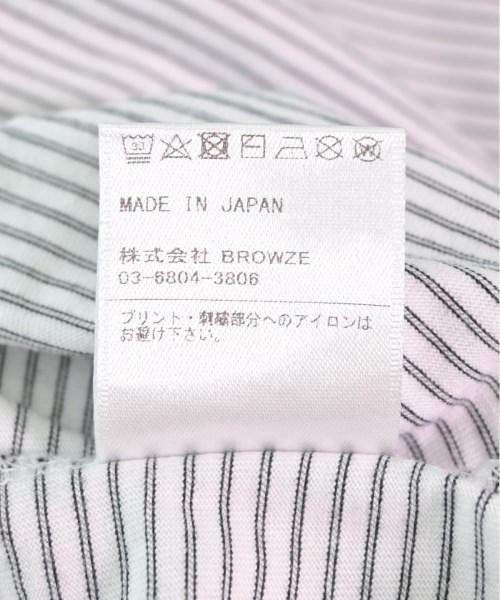 30
MADE IN JAPAN
株式会社 BROWZE
03-6804-3806
プリント・刺繍部分へのアイロンは
お避け下さい。